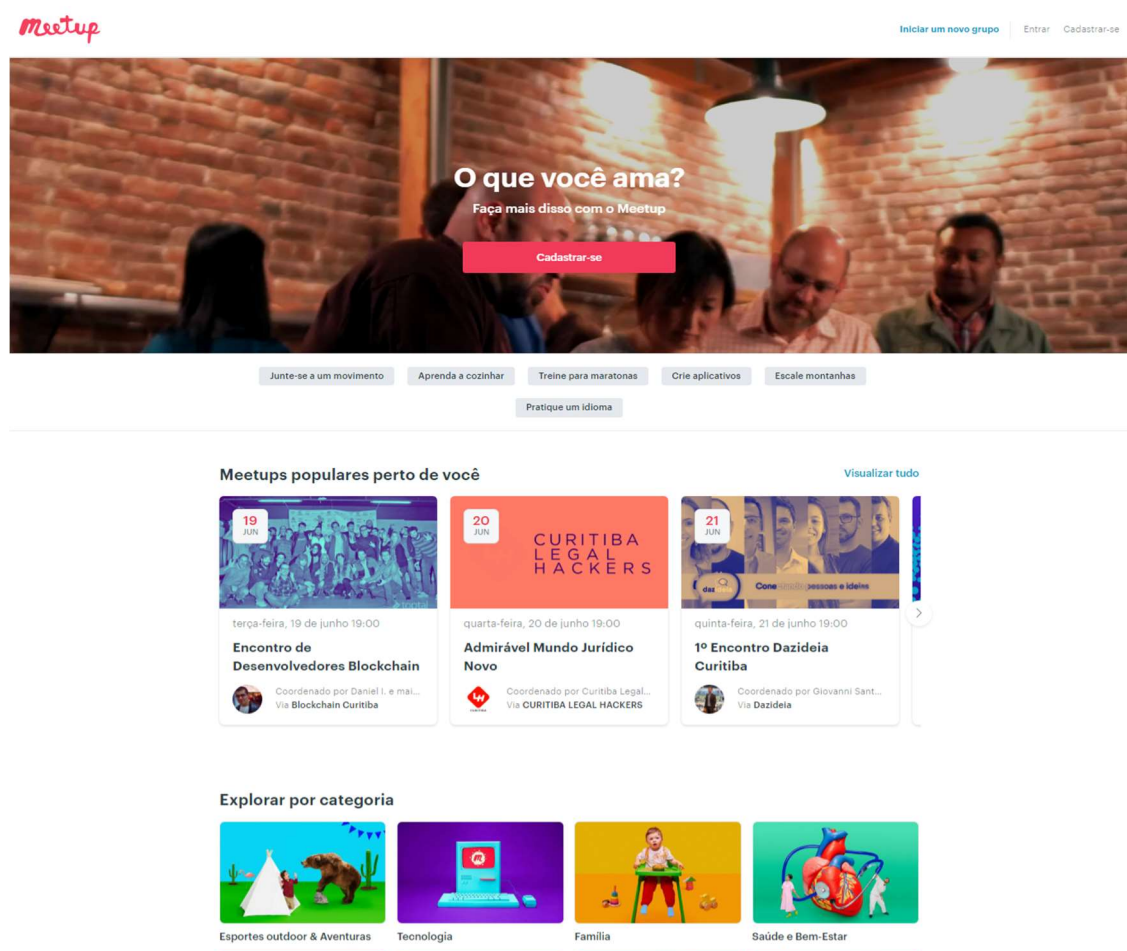 Meetup
Iniciar um novo grupo
Entrar
Cadastrar-se
O que você ama?
Faça mais disso com o Meetup
Cadastrar-se
Junte-se a um movimento
Aprenda a cozinhar
Treine para maratonas
Crie aplicativos
Escale montanhas
Pratique um idioma
Meetups populares perto de você
Visualizar tudo
19
JUN
terça-feira, 19 de junho 19:00
Encontro de
Desenvolvedores Blockchain
Coordenado por Daniel I. e mai...
Via Blockchain Curitiba
20
JUN
CURITIBA
LEGAL
HACKERS
quarta-feira, 20 de junho 19:00
Admirável Mundo Jurídico
Novo
LH
Coordenado por Curitiba Legal...
Via CURITIBA LEGAL HACKERS
21
JUN
dasideia
Conectando pessoas e ideias
quinta-feira, 21 de junho 19:00
1º Encontro Dazideia
Curitiba
Coordenado por Giovanni Sant...
Via Dazideia
Explorar por categoria
Esportes outdoor & Aventuras
Tecnologia
Família
Saúde e Bem-Estar